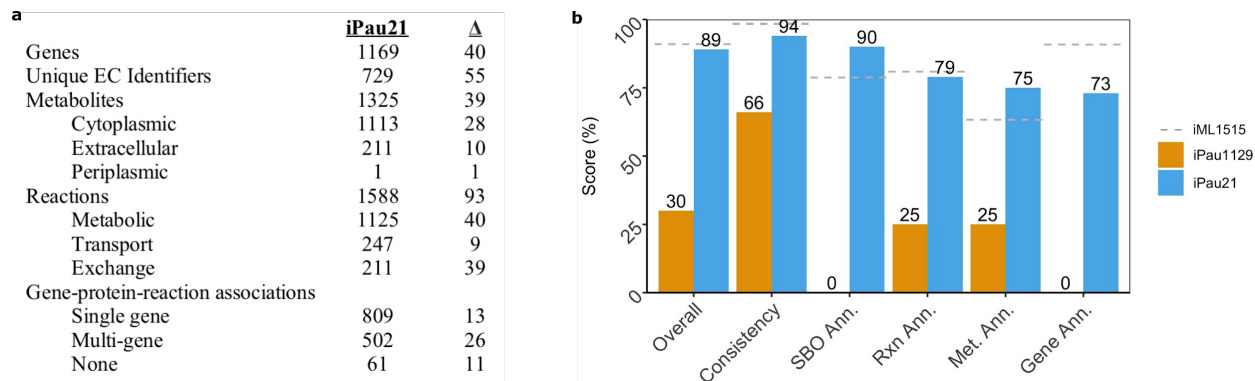 a
iPau21 Δ
Genes 1169 40
Unique EC Identifiers 729 55
Metabolites 1325 39
Cytoplasmic 1113 28
Extracellular 211 10
Periplasmic 1 1
Reactions 1588 93
Metabolic 1125 40
Transport 247 9
Exchange 211 39
Gene-protein-reaction associations
Single gene 809 13
Multi-gene 502 26
None 61 11
b
Score (%)
100
75
50
25
0
30
89
66
94
0
90
25
79
25
75
0
73
Overall
Consistency
SBO Ann.
Rxn Ann.
Met. Ann.
Gene Ann.
iML1515
iPau1129
iPau21